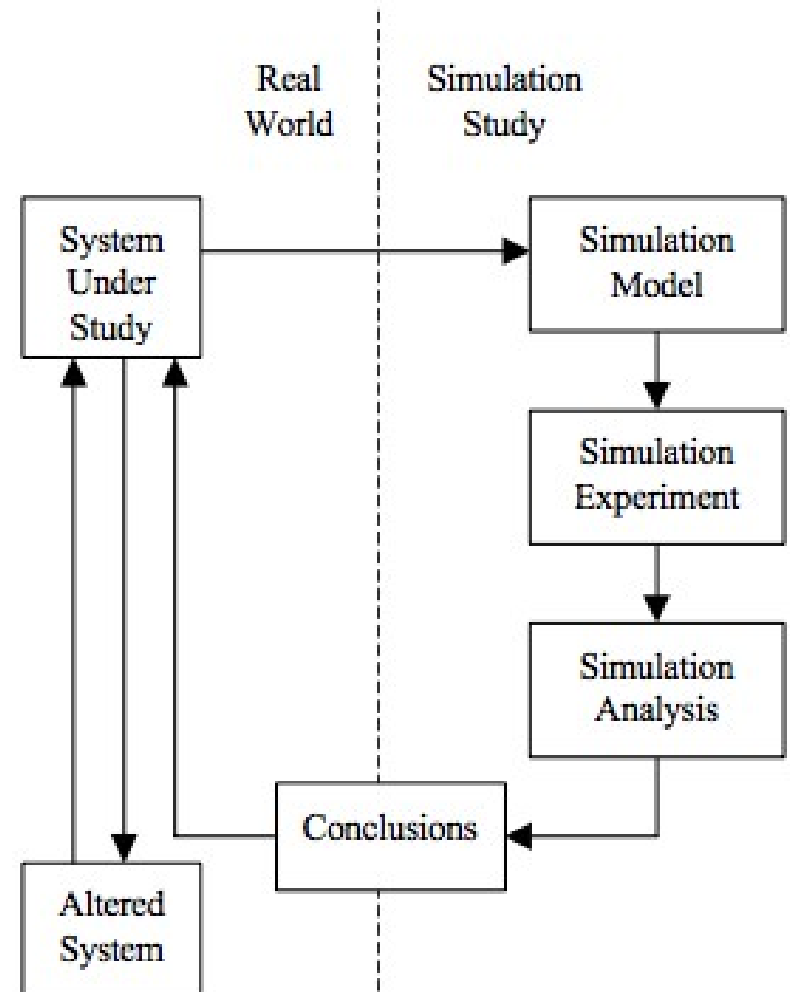 Real
World
Simulation
Study
System
Under
Study
Simulation
Model
Simulation
Experiment
Simulation
Analysis
Conclusions
Altered
System